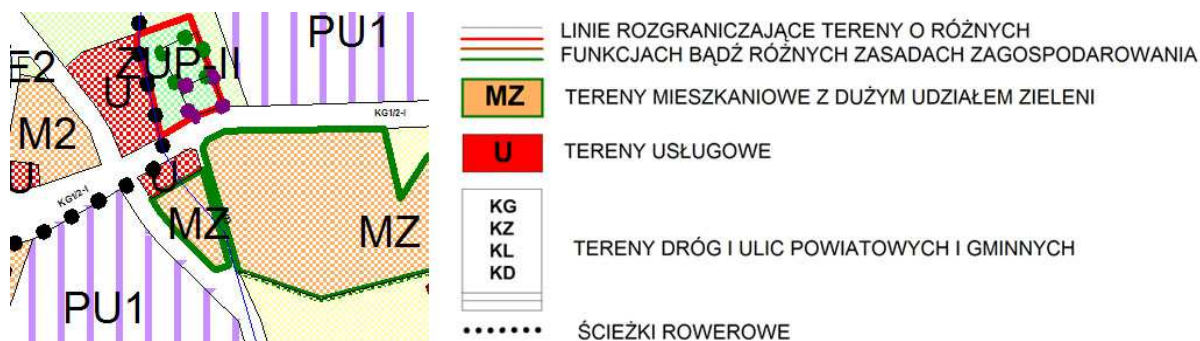 PU1
ZUP-II
E2
U
M2
KG1/2-I
U
U
KG1/2-I
MZ
MZ
PU1
LINIE ROZGRANICZAJĄCE TERENY O RÓŻNYCH
FUNKCJACH BĄDŹ RÓŻNYCH ZASADACH ZAGOSPODAROWANIA
MZ TERENY MIESZKANIOWE Z DUŻYM UDZIAŁEM ZIELENI
U TERENY USŁUGOWE
KG
KZ
KL
KD
TERENY DRÓG I ULIC POWIATOWYCH I GMINNYCH
ŚCIEŻKI ROWEROWE